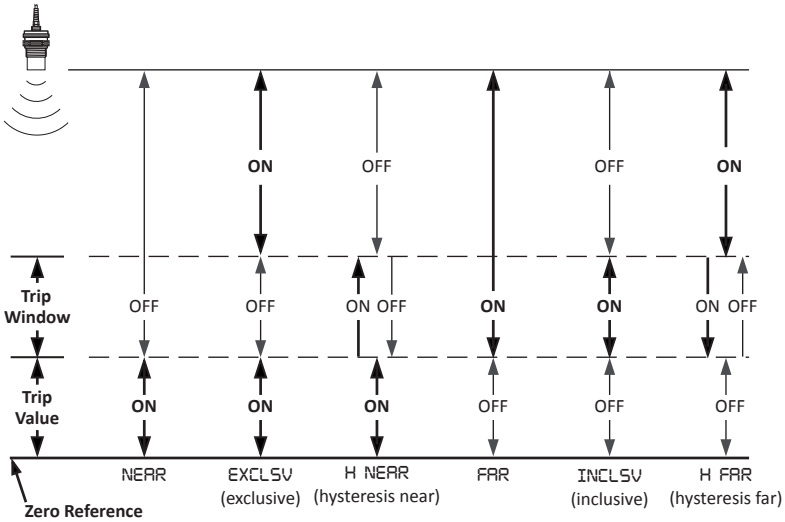 ON OFF OFF ON
Trip
Window
OFF OFF ON OFF ON ON ON OFF
Trip
Value
ON ON ON OFF OFF OFF
NEAR EXCLSV H NEAR FAR INCLSV H FAR
(exclusive) (hysteresis near) (inclusive) (hysteresis far)
Zero Reference